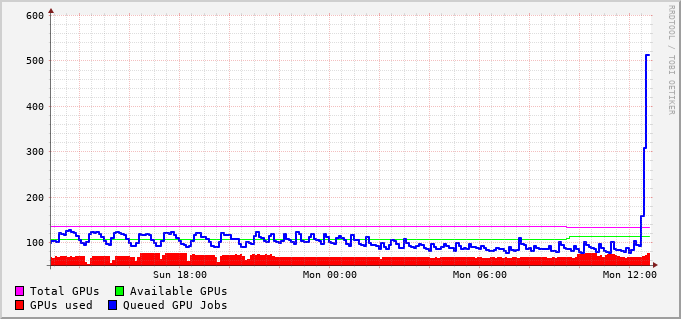 600
500
400
300
200
100
Sun 18:00
Mon 00:00
Mon 06:00
Mon 12:00
Total GPUs
Available GPUs
GPUs used
Queued GPU Jobs
RRDTOOL / TOBI OETIKER